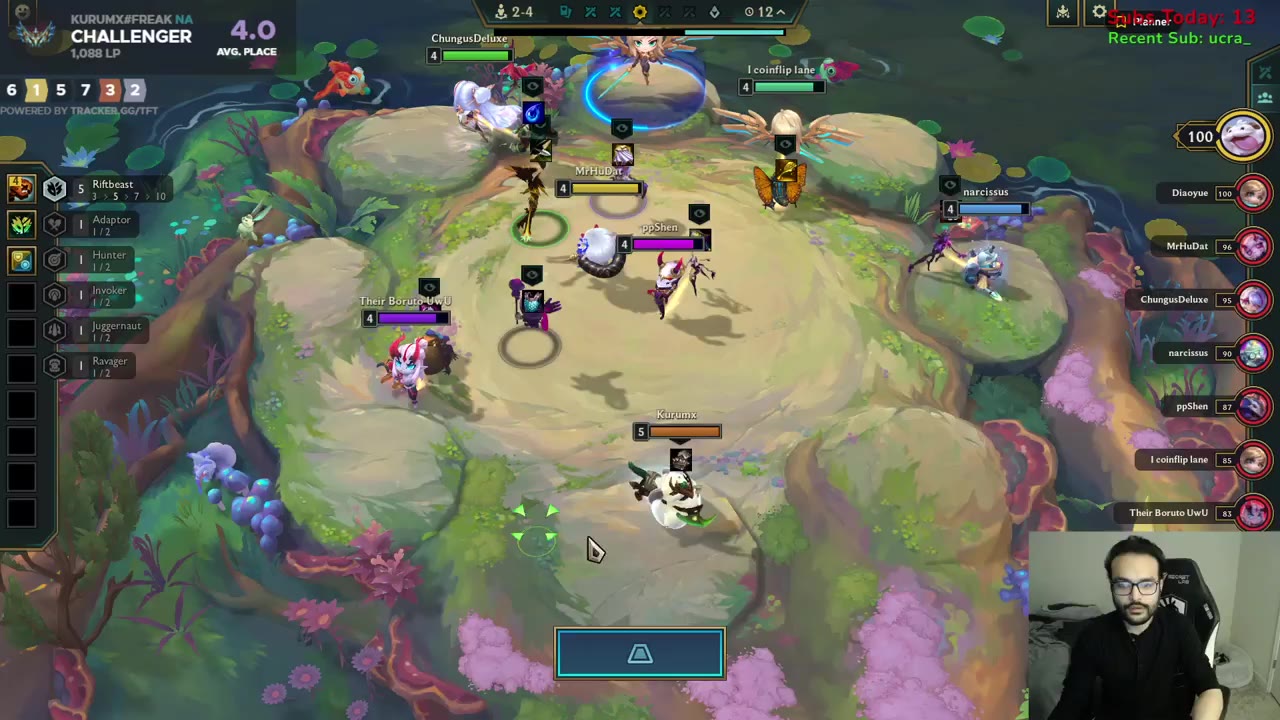 KURUMX#FREAK NA
CHALLENGER
1,088 LP
4.0
AVG. PLACE
6 1 5 7 3 2
POWERED BY TRACKER.GG/TFT
2-4
12
Subs Today: 13
Planner
Recent Sub: ucra_
ChungusDeluxe
4
I coinflip lane
4
MrHuDat
4
narcissus
4
ppShen
4
Their Boruto UwU
4
Kurumx
5
5 Riftbeast
3 > 5 > 7 > 10
1 Adaptor
1 / 2
1 Hunter
1 / 2
1 Invoker
1 / 2
1 Juggernaut
1 / 2
1 Ravager
1 / 2
100
Diaoyue 100
MrHuDat 96
ChungusDeluxe 95
narcissus 90
ppShen 87
I coinflip lane 85
Their Boruto UwU 83